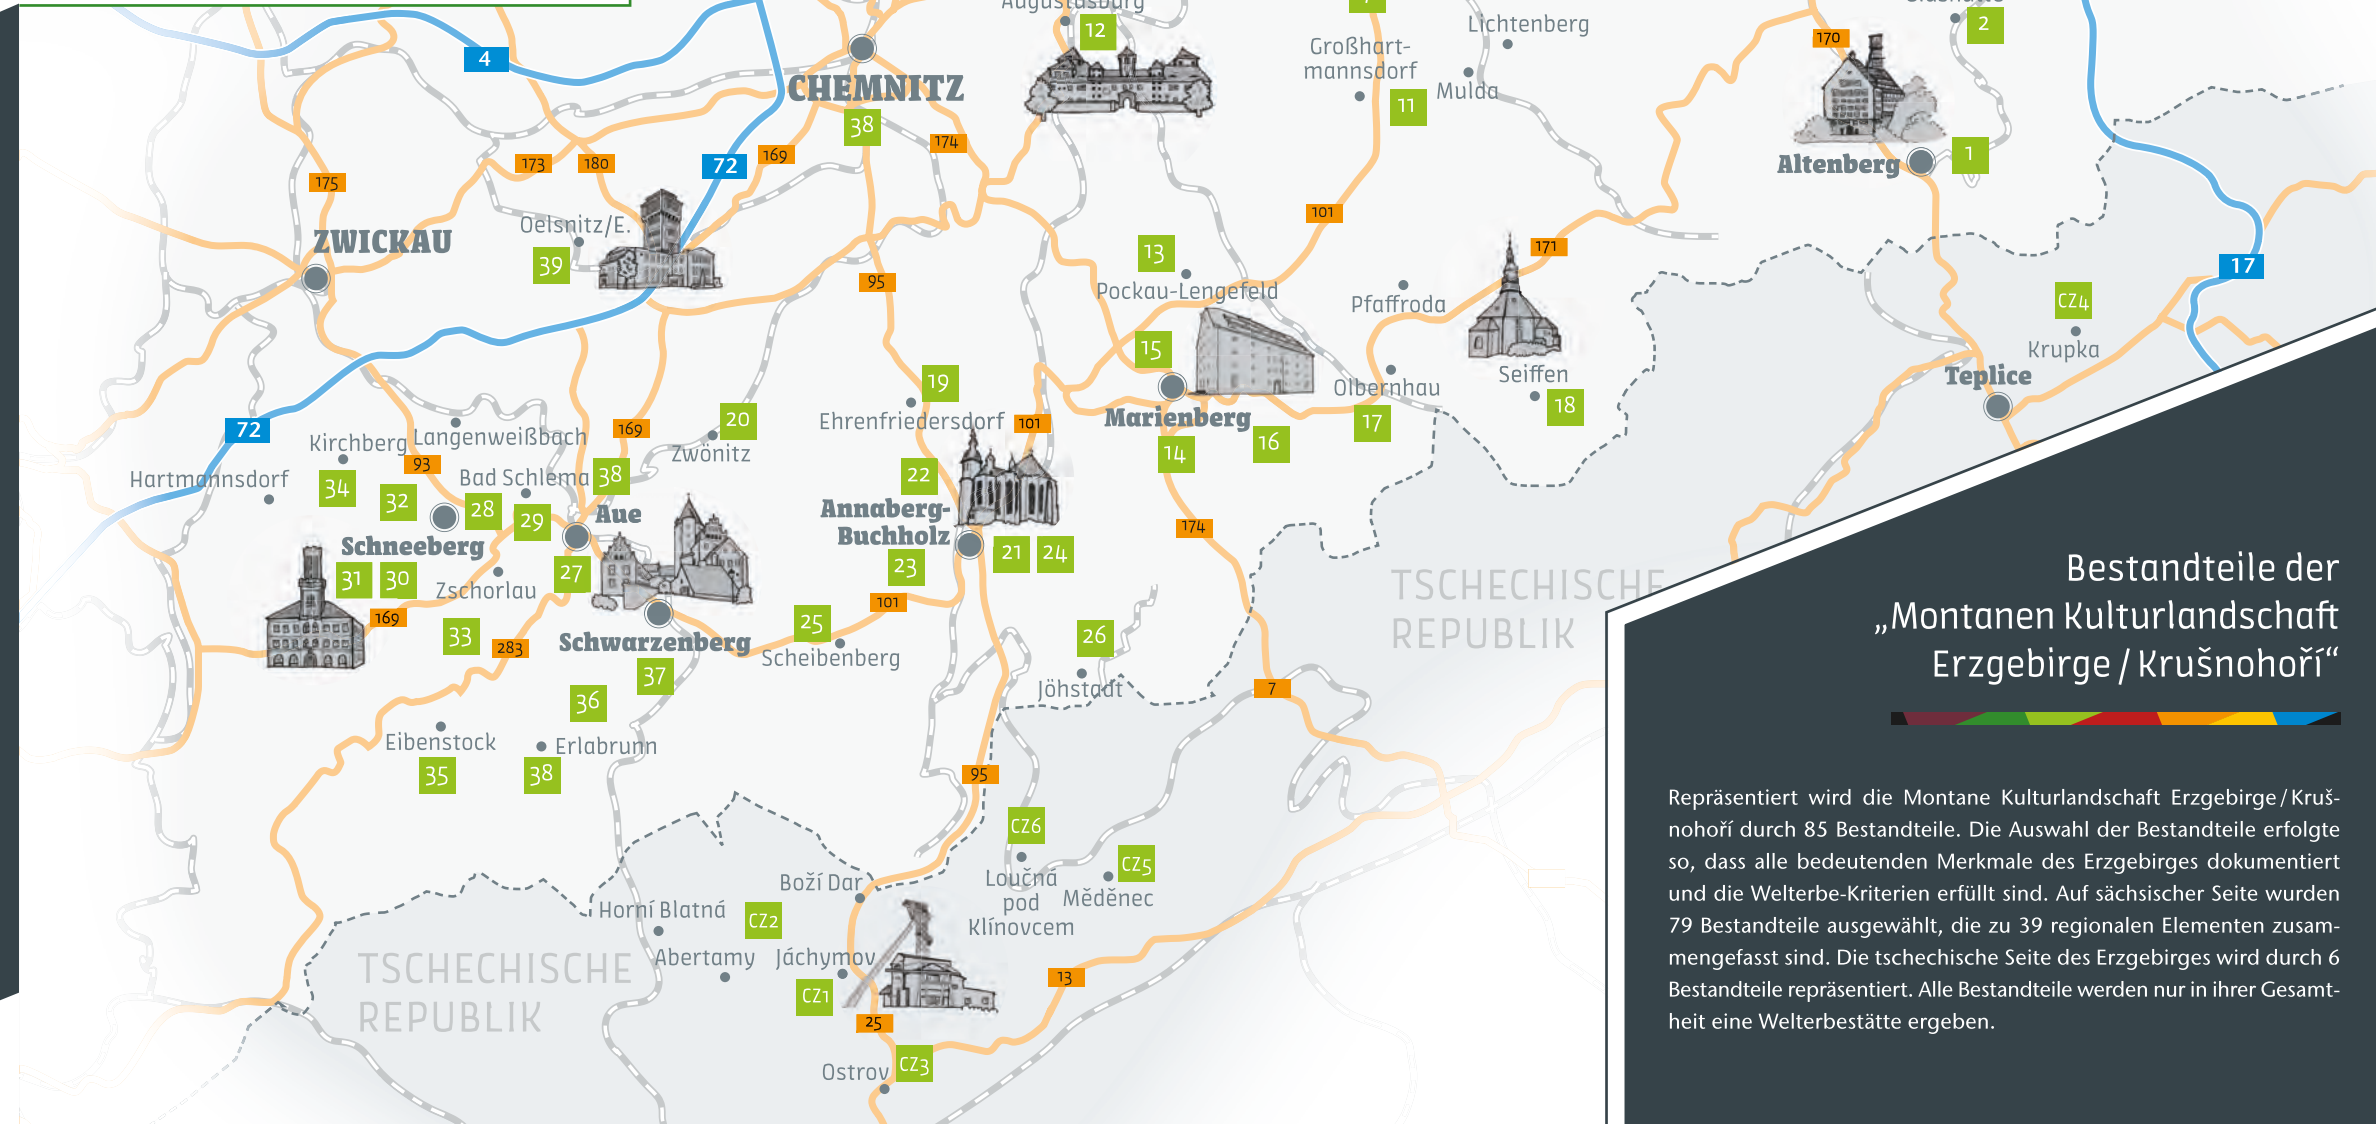 Augustusburg
12
Lichtenberg
Großhart-
mannsdorf
Mulda
11
2
170
4
CHEMNITZ
38
174
Altenberg
1
173
180
72
169
175
ZWICKAU
Oelsnitz/E.
39
101
171
95
13
Pockau-Lengefeld
Pfaffroda
17
CZ4
Krupka
Teplice
15
Marienberg
14
16
Olbernhau
17
Seiffen
18
19
Ehrenfriedersdorf
101
20
Zwönitz
169
72
Kirchberg
Langenweißbach
93
Hartmannsdorf
34
32
Bad Schlema
38
28
29
Aue
Schneeberg
31
30
Zschorlau
27
169
33
283
Schwarzenberg
37
36
22
Annaberg-
Buchholz
23
21
24
101
25
Scheibenberg
26
Jöhstadt
174
7
TSCHECHISCHE
REPUBLIK
Eibenstock
35
Erlabrunn
38
95
CZ6
Loučná
pod
Klínovcem
CZ5
Měděnec
Boží Dar
Horní Blatná
CZ2
Abertamy
Jáchymov
CZ1
13
25
CZ3
Ostrov
TSCHECHISCHE
REPUBLIK
Bestandteile der
„Montanen Kulturlandschaft
Erzgebirge / Krušnohoří“
Repräsentiert wird die Montane Kulturlandschaft Erzgebirge / Kruš-
nohoří durch 85 Bestandteile. Die Auswahl der Bestandteile erfolgte
so, dass alle bedeutenden Merkmale des Erzgebirges dokumentiert
und die Welterbe-Kriterien erfüllt sind. Auf sächsischer Seite wurden
79 Bestandteile ausgewählt, die zu 39 regionalen Elementen zusam-
mengefasst sind. Die tschechische Seite des Erzgebirges wird durch 6
Bestandteile repräsentiert. Alle Bestandteile werden nur in ihrer Gesamt-
heit eine Welterbestätte ergeben.